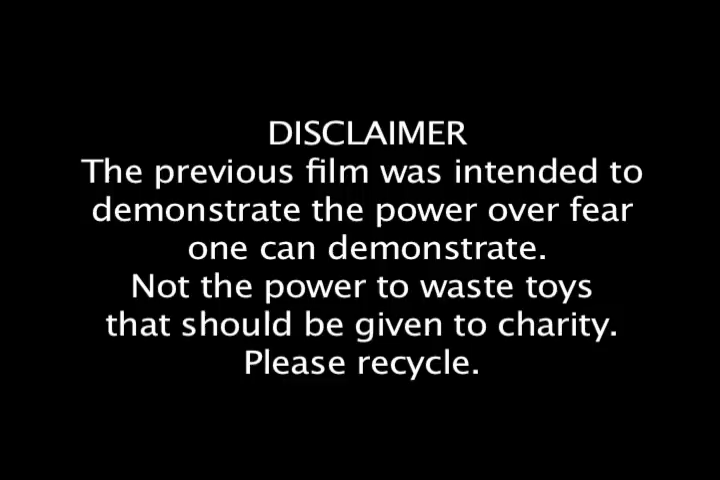 DISCLAIMER
The previous film was intended to
demonstrate the power over fear
one can demonstrate.
Not the power to waste toys
that should be given to charity.
Please recycle.